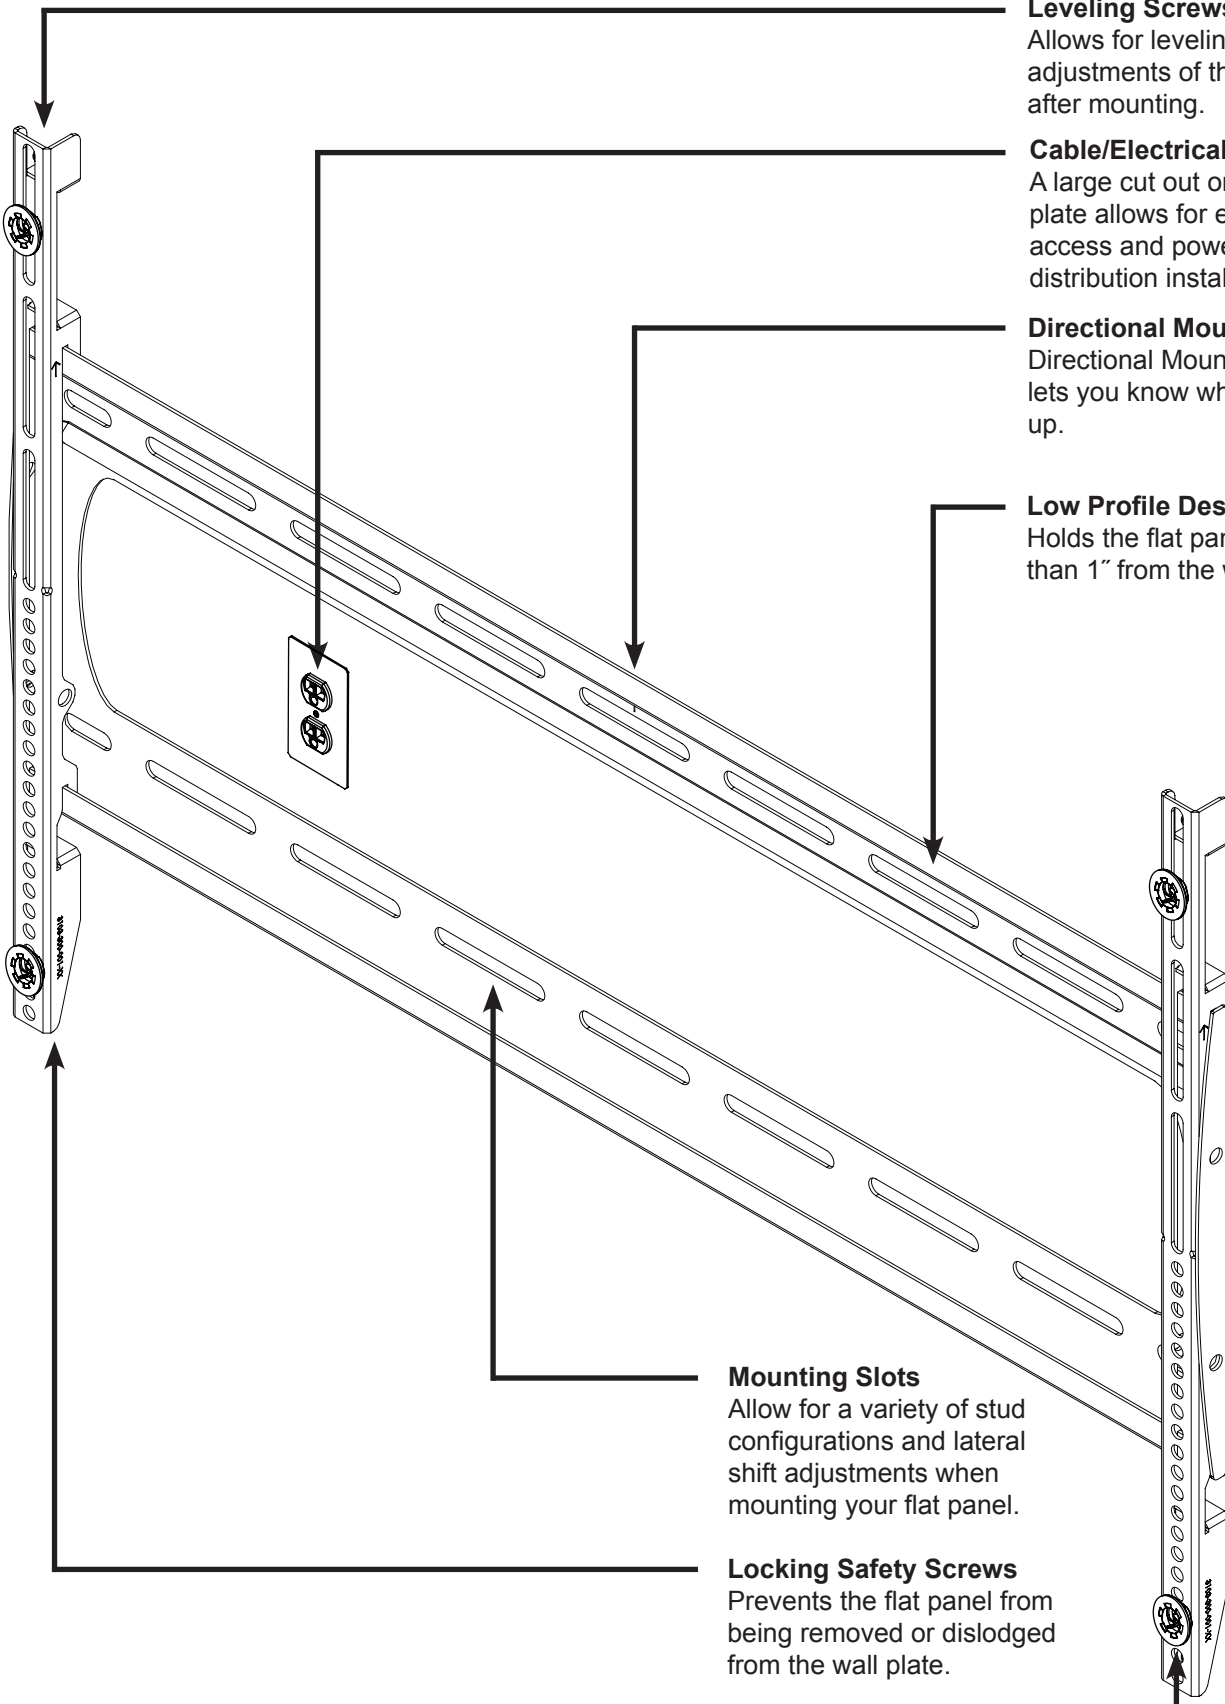 Leveling Screws
Allows for levelin
adjustments of th
after mounting.
Cable/Electrical
A large cut out or
plate allows for e
access and powe
distribution instal
Directional Mou
Directional Moun
lets you know wh
up.
Low Profile Des
Holds the flat par
than 1˝ from the
Mounting Slots
Allow for a variety of stud
configurations and lateral
shift adjustments when
mounting your flat panel.
Locking Safety Screws
Prevents the flat panel from
being removed or dislodged
from the wall plate.